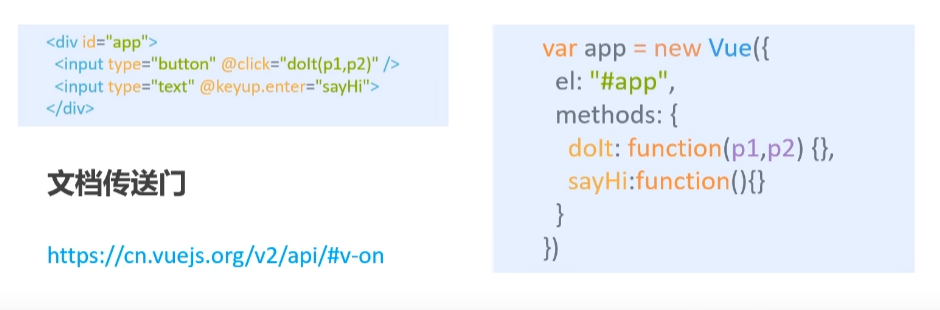 <div id="app">
<input type="button" @click="doIt(p1,p2)" />
<input type="text" @keyup.enter="sayHi">
</div>
文档传送门
https://cn.vuejs.org/v2/api/#v-on
var app = new Vue({
el: "#app",
methods: {
doIt: function(p1,p2) {},
sayHi:function(){}
}
})